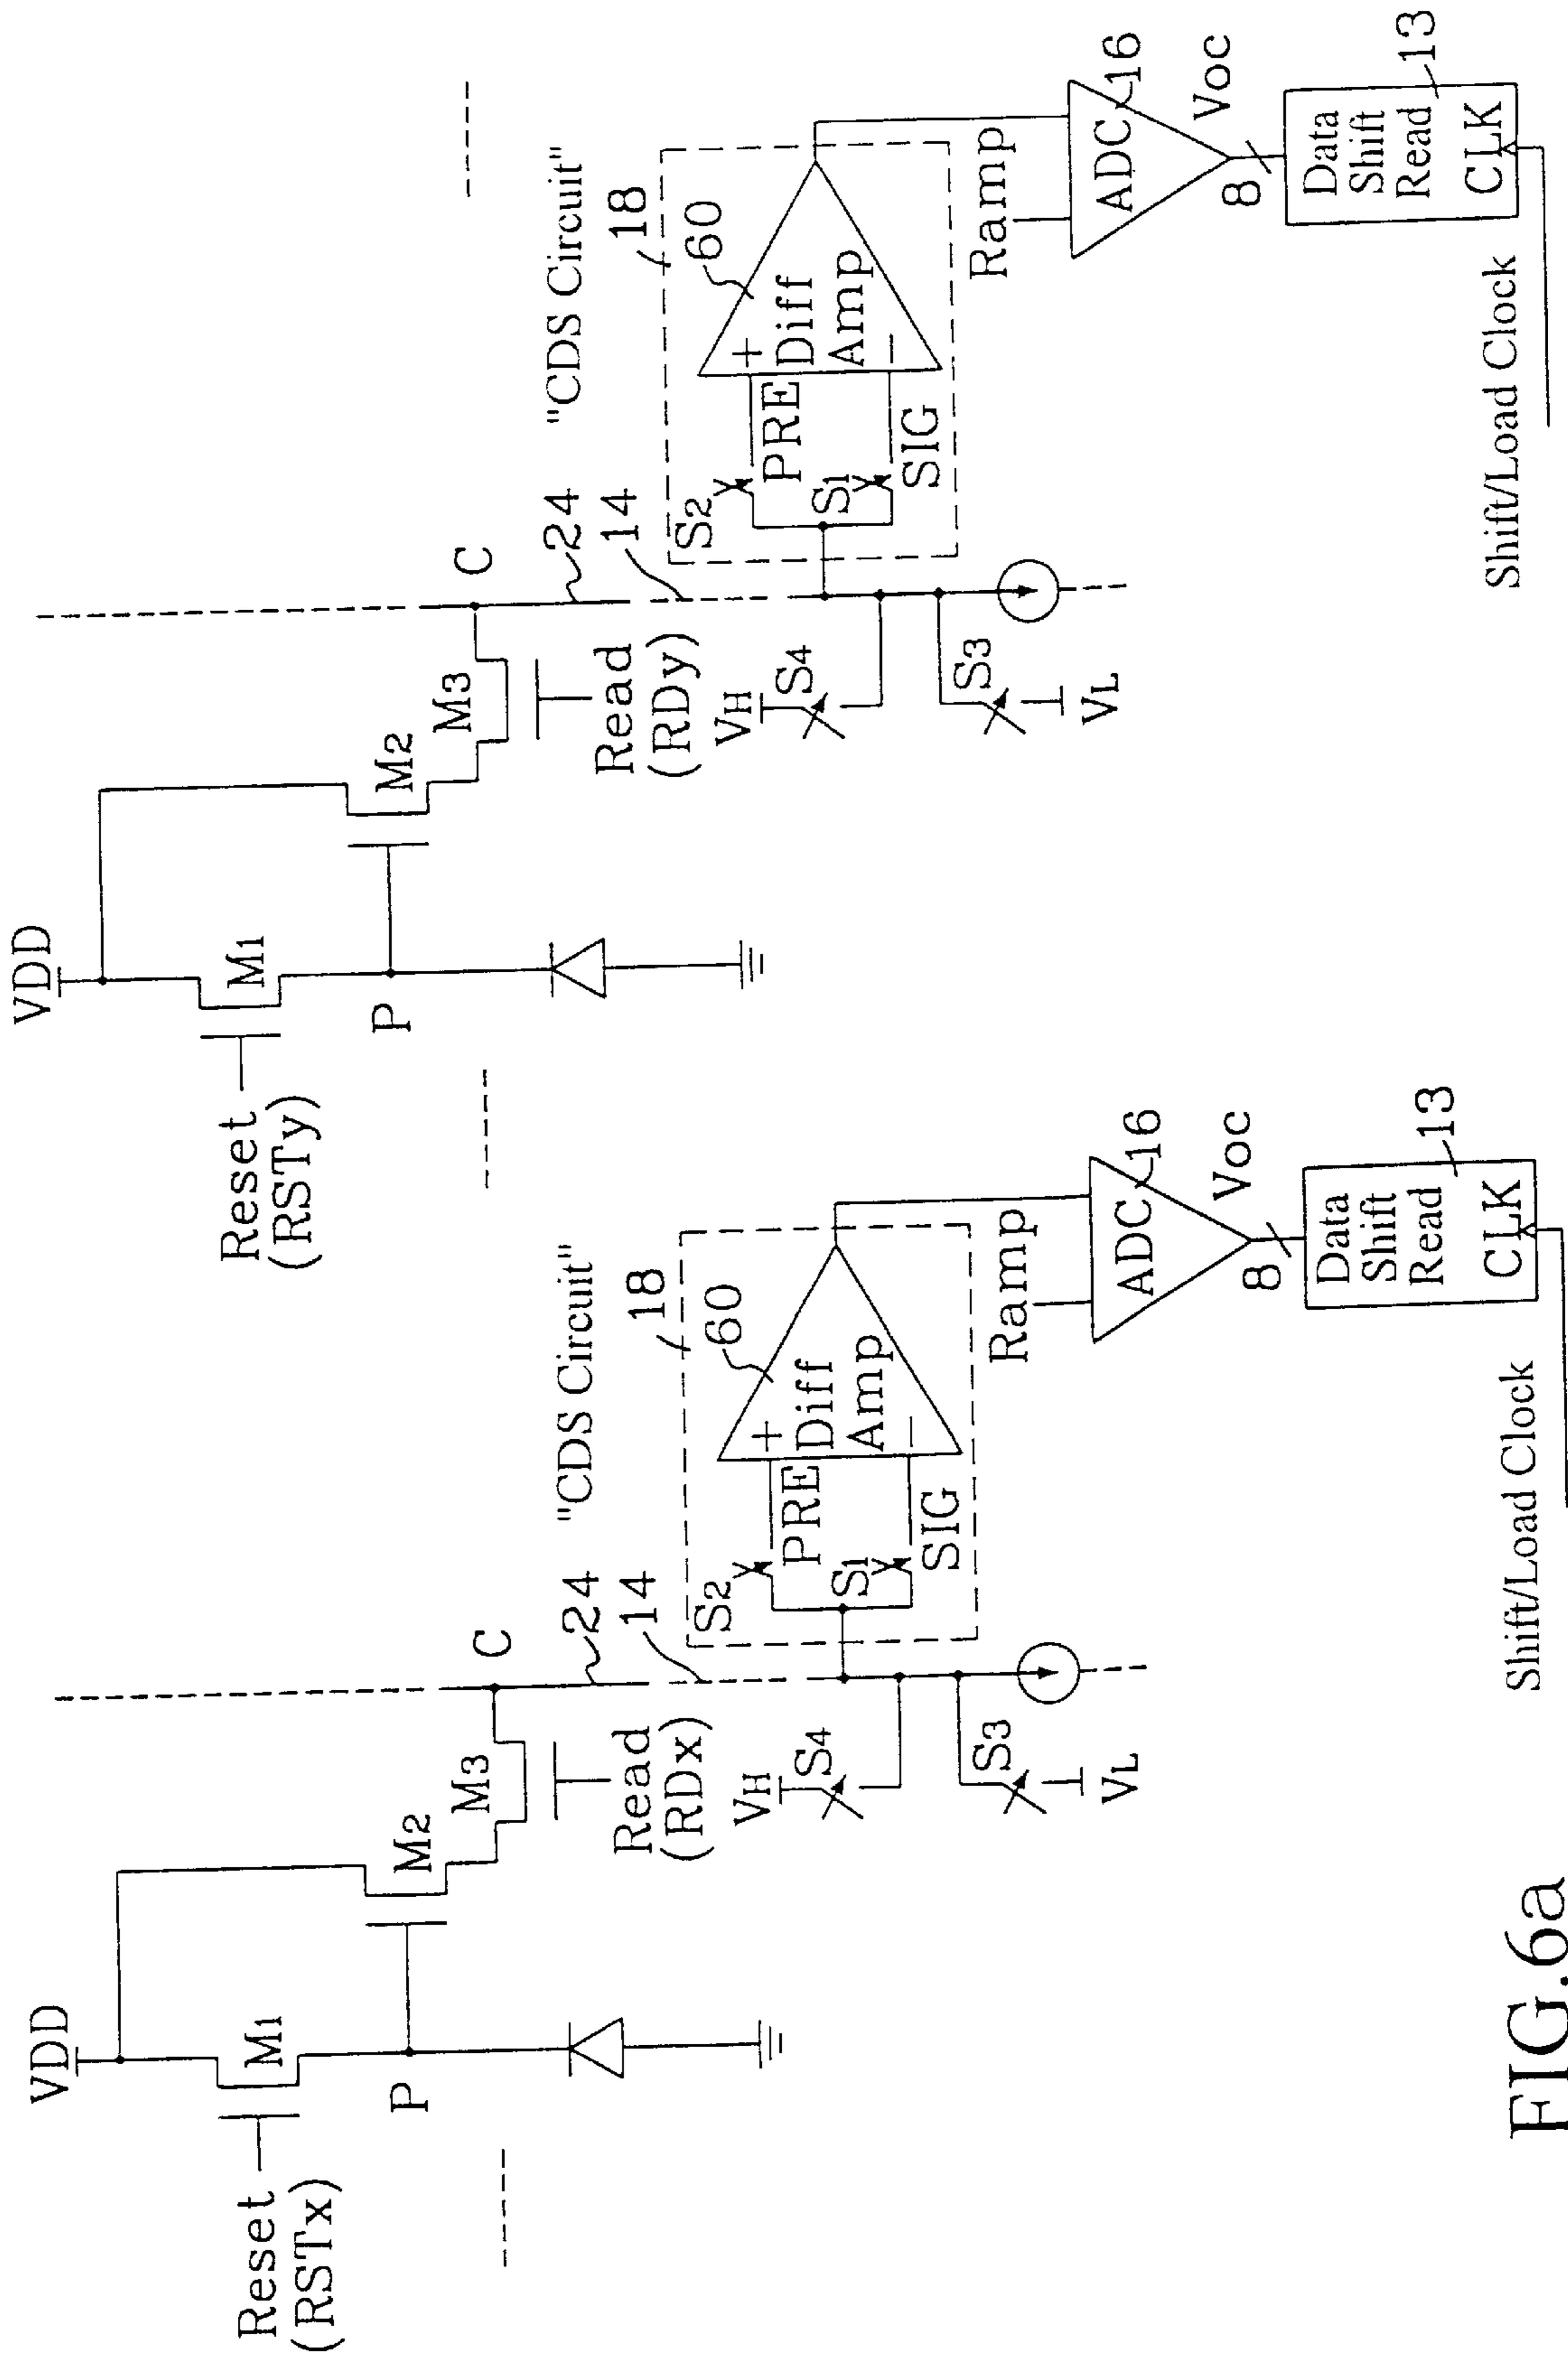 VDD
Reset
(RSTx)
M1
P
M2
M3
C
Read
(RDx)
24
14
VH
S4
S3
VL
"CDS Circuit"
18
S2
PRE
S1
SIG
60
+
Diff
Amp
−
Ramp
ADC
16
8
Voc
Data
Shift
Read
13
CLK
Shift/Load Clock
VDD
Reset
(RSTy)
M1
P
M2
M3
C
Read
(RDy)
24
14
VH
S4
S3
VL
"CDS Circuit"
18
S2
PRE
S1
SIG
60
+
Diff
Amp
−
Ramp
ADC
16
8
Voc
Data
Shift
Read
13
CLK
Shift/Load Clock
FIG.6a